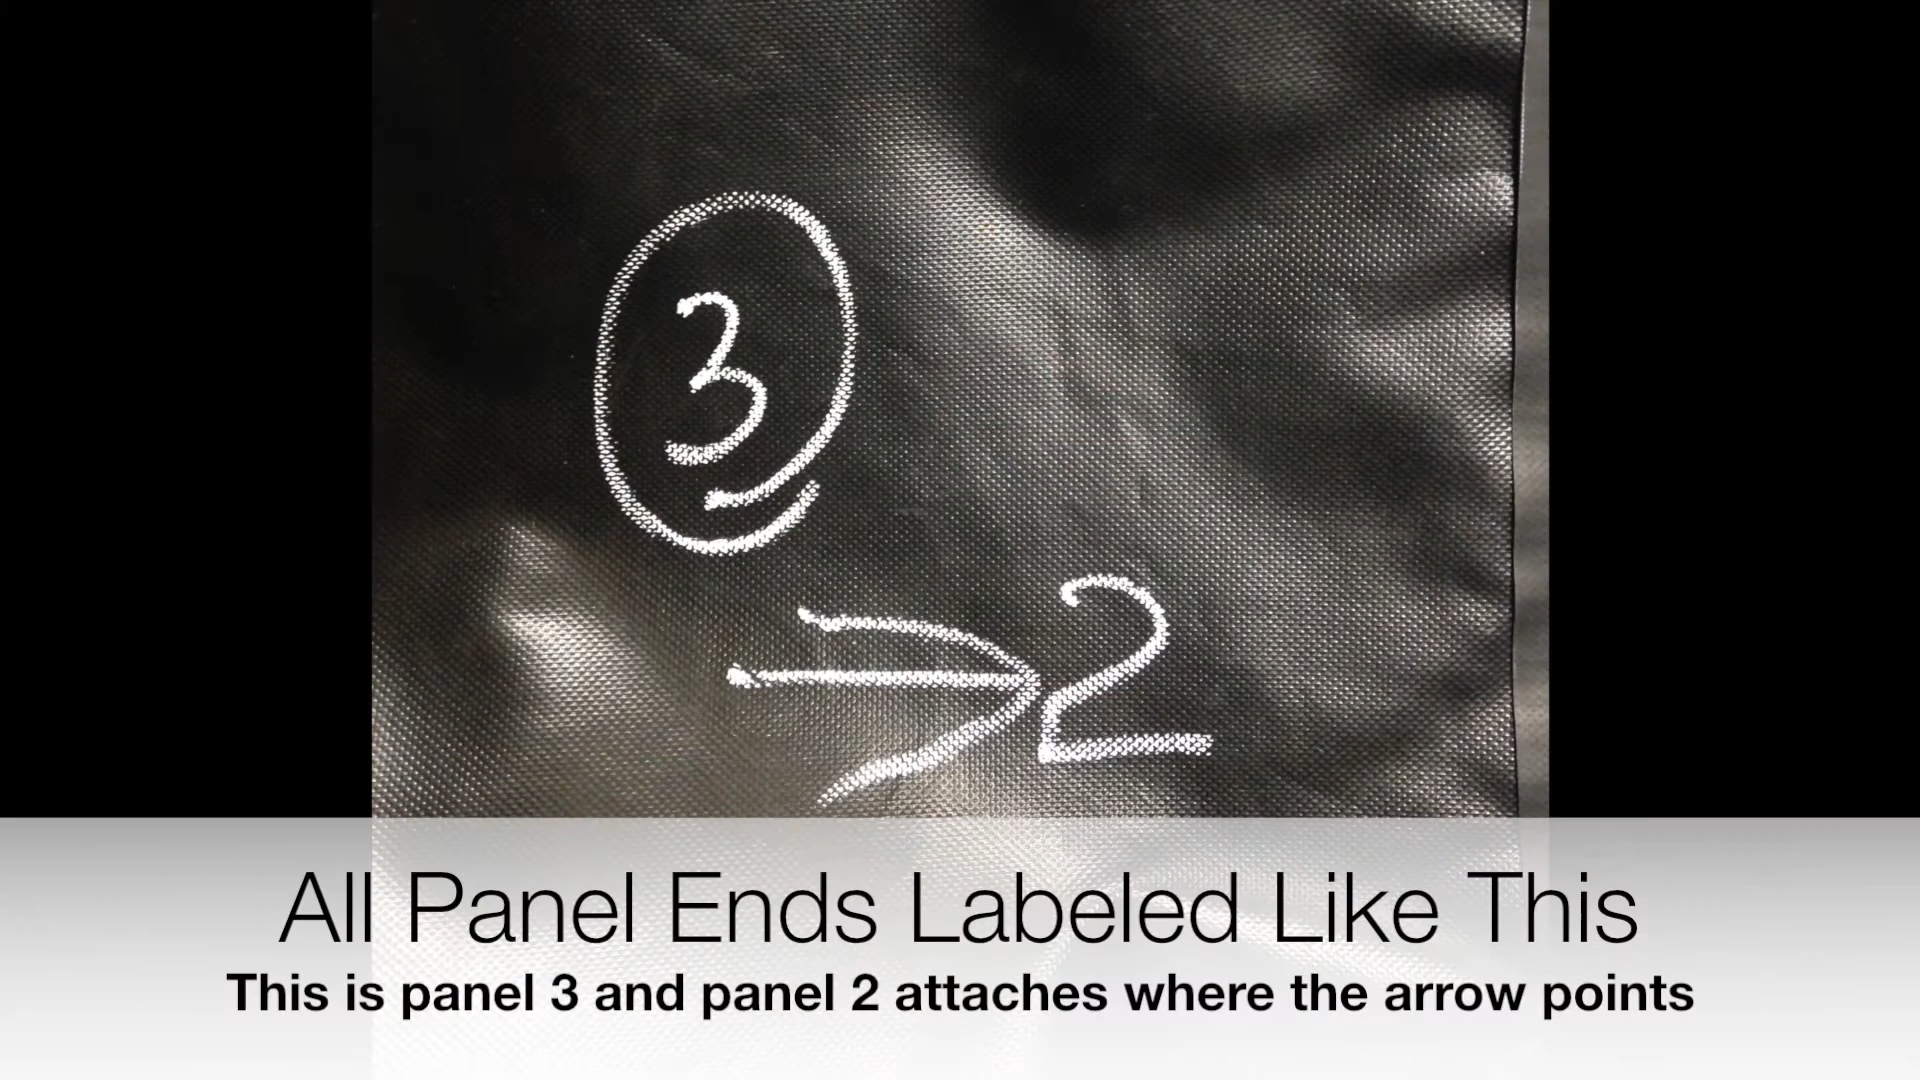 3
→2
All Panel Ends Labeled Like This
This is panel 3 and panel 2 attaches where the arrow points